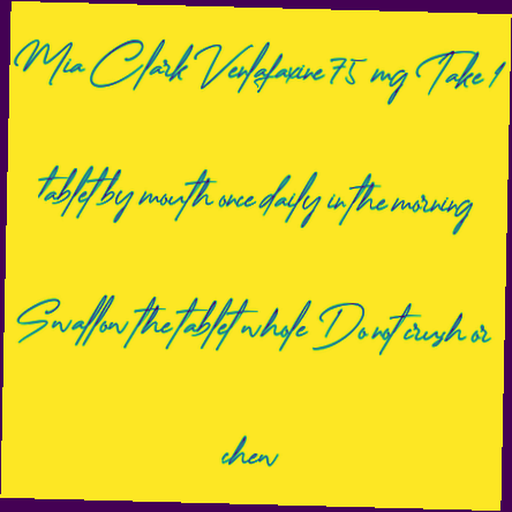 Mia Clark Venlafaxine 75 mg Take 1
tablet by mouth once daily in the morning
Swallow the tablet whole Do not crush or
chew